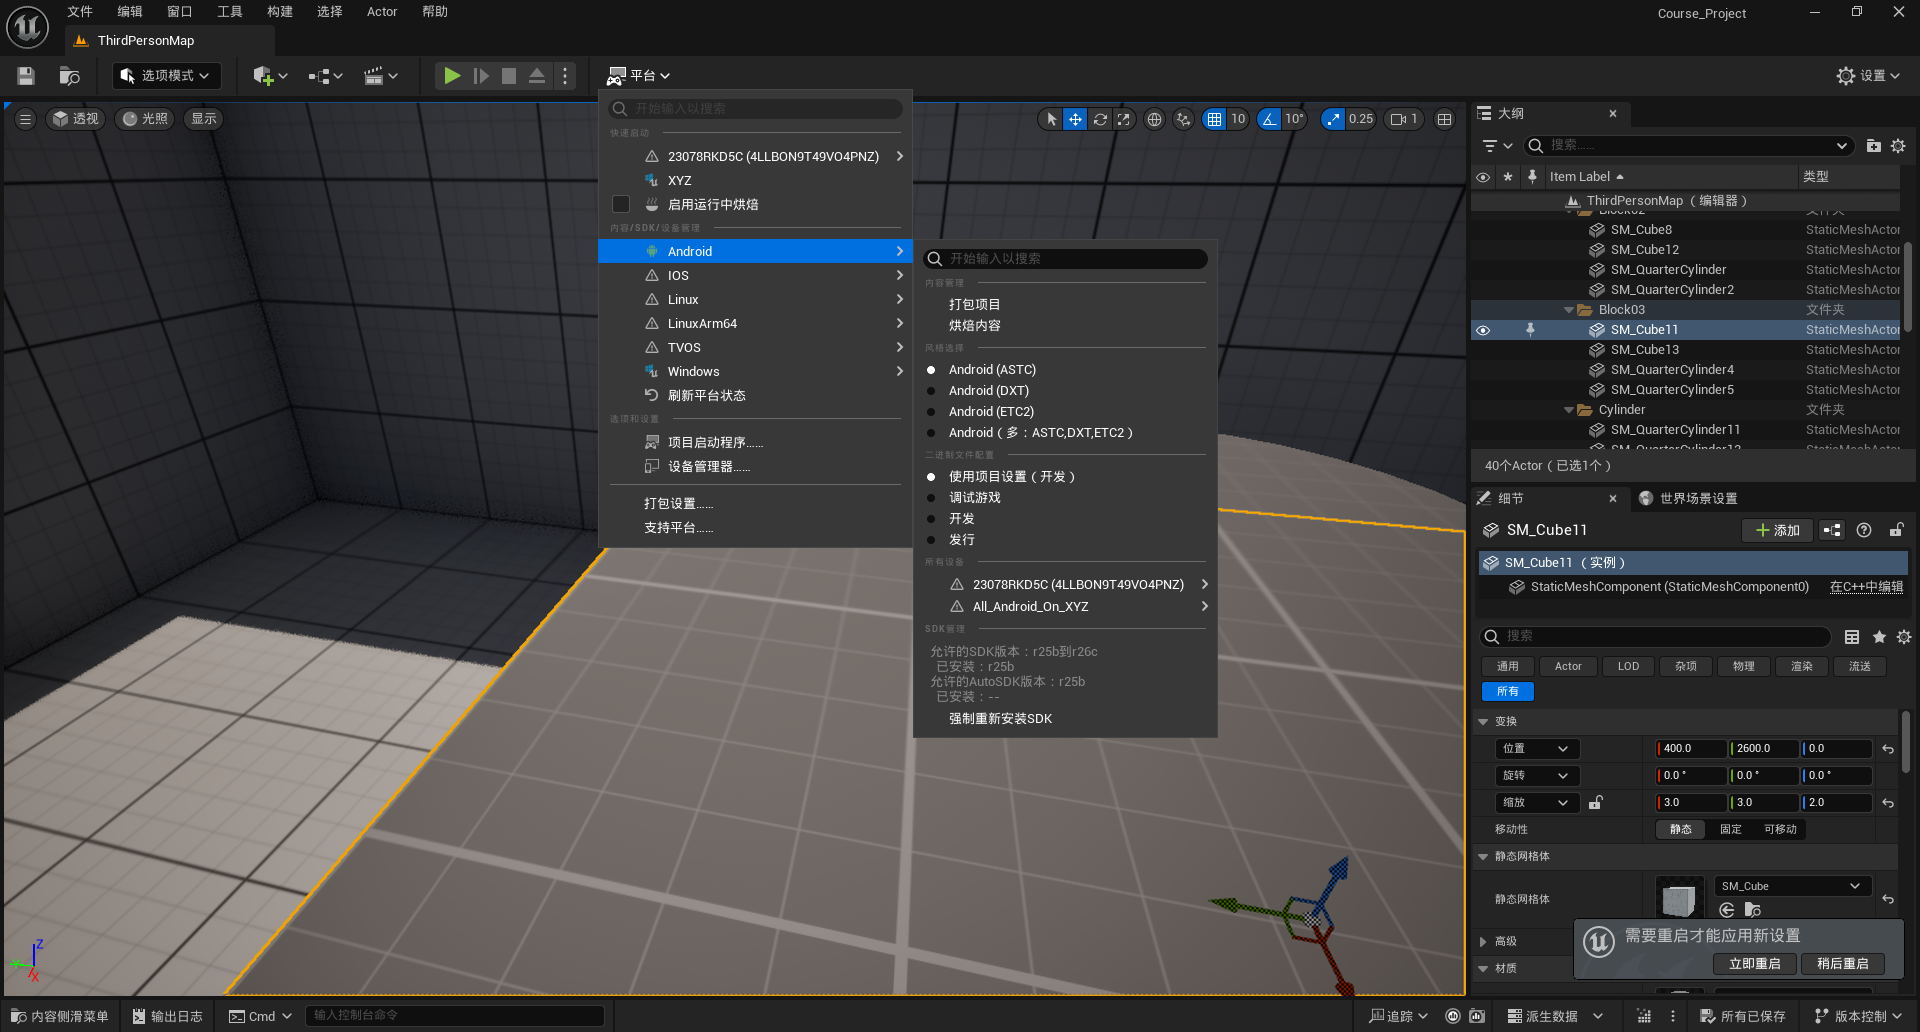 文件 编辑 窗口 工具 构建 选择 Actor 帮助
Course_Project
ThirdPersonMap
选项模式
平台
设置
透视 光照 显示
10 10° 0.25 1
开始输入以搜索
快速启动
23078RKD5C (4LLBON9T49VO4PNZ)
XYZ
启用运行中烘焙
内容/SDK/设备管理
Android
IOS
Linux
LinuxArm64
TVOS
Windows
刷新平台状态
选项和设置
项目启动程序......
设备管理器......
打包设置......
支持平台......
开始输入以搜索
内容管理
打包项目
烘焙内容
风格选择
Android (ASTC)
Android (DXT)
Android (ETC2)
Android（多：ASTC,DXT,ETC2）
二进制文件配置
使用项目设置（开发）
调试游戏
开发
发行
所有设备
23078RKD5C (4LLBON9T49VO4PNZ)
All_Android_On_XYZ
SDK管理
允许的SDK版本：r25b到r26c
已安装：r25b
允许的AutoSDK版本：r25b
已安装：--
强制重新安装SDK
Z
X
大纲
搜索......
Item Label 类型
ThirdPersonMap（编辑器）
Block02 文件夹
SM_Cube8 StaticMeshActor
SM_Cube12 StaticMeshActor
SM_QuarterCylinder StaticMeshActor
SM_QuarterCylinder2 StaticMeshActor
Block03 文件夹
SM_Cube11 StaticMeshActor
SM_Cube13 StaticMeshActor
SM_QuarterCylinder4 StaticMeshActor
SM_QuarterCylinder5 StaticMeshActor
Cylinder 文件夹
SM_QuarterCylinder11 StaticMeshActor
40个Actor（已选1个）
细节 世界场景设置
SM_Cube11 添加
SM_Cube11（实例）
StaticMeshComponent (StaticMeshComponent0) 在C++中编辑
搜索
通用 Actor LOD 杂项 物理 渲染 流送
所有
变换
位置 400.0 2600.0 0.0
旋转 0.0 ° 0.0 ° 0.0 °
缩放 3.0 3.0 2.0
移动性 静态 固定 可移动
静态网格体
静态网格体 SM_Cube
高级
材质
需要重启才能应用新设置
立即重启 稍后重启
内容侧滑菜单 输出日志 Cmd 输入控制台命令
追踪 派生数据 所有已保存 版本控制